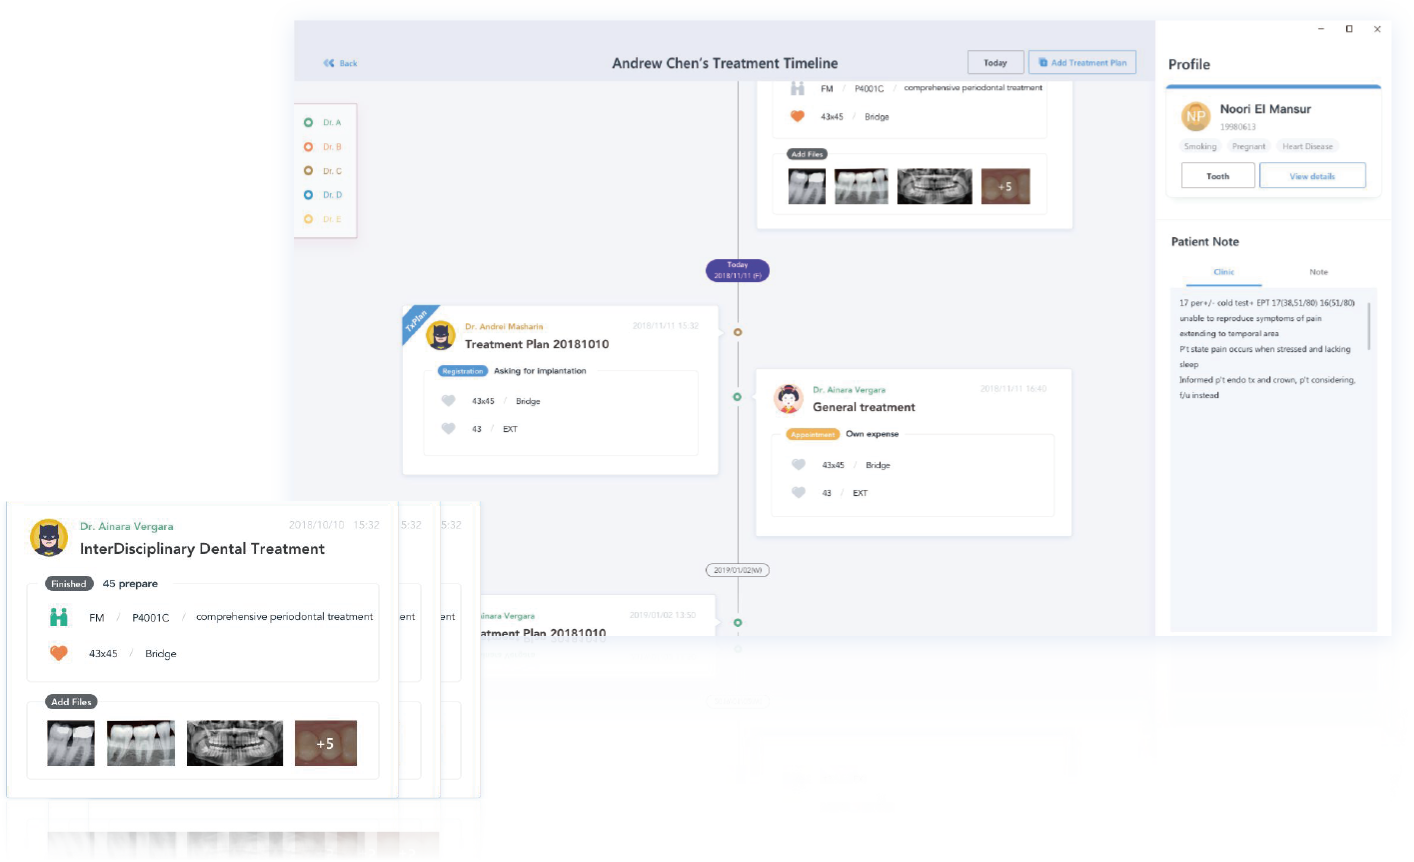 Back
Andrew Chen's Treatment Timeline
Today
Add Treatment Plan
Dr. A
Dr. B
Dr. C
Dr. D
Dr. E
FM / P4001C / comprehensive periodontal treatment
43x45 / Bridge
Add Files
+5
Today
2018/11/11 (F)
TxPlan
Dr. Andrei Masharin
2018/11/11 15:32
Treatment Plan 20181010
Registration Asking for implantation
43x45 / Bridge
43 / EXT
Dr. Ainara Vergara
2018/11/11 16:40
General treatment
Appointment Own expense
43x45 / Bridge
43 / EXT
2019/01/02(W)
inara Vergara
2019/01/02 13:50
atment Plan 20181010
Profile
NP
Noori El Mansur
19980613
Smoking Pregnant Heart Disease
Tooth
View details
Patient Note
Clinic
Note
17 per+/- cold test+ EPT 17(38,51/80) 16(51/80)
unable to reproduce symptoms of pain
extending to temporal area
P't state pain occurs when stressed and lacking
sleep
Informed p't endo tx and crown, p't considering,
f/u instead
Dr. Ainara Vergara
2018/10/10 15:32
5:32
5:32
InterDisciplinary Dental Treatment
Finished 45 prepare
FM / P4001C / comprehensive periodontal treatment
ent
ent
43x45 / Bridge
Add Files
+5